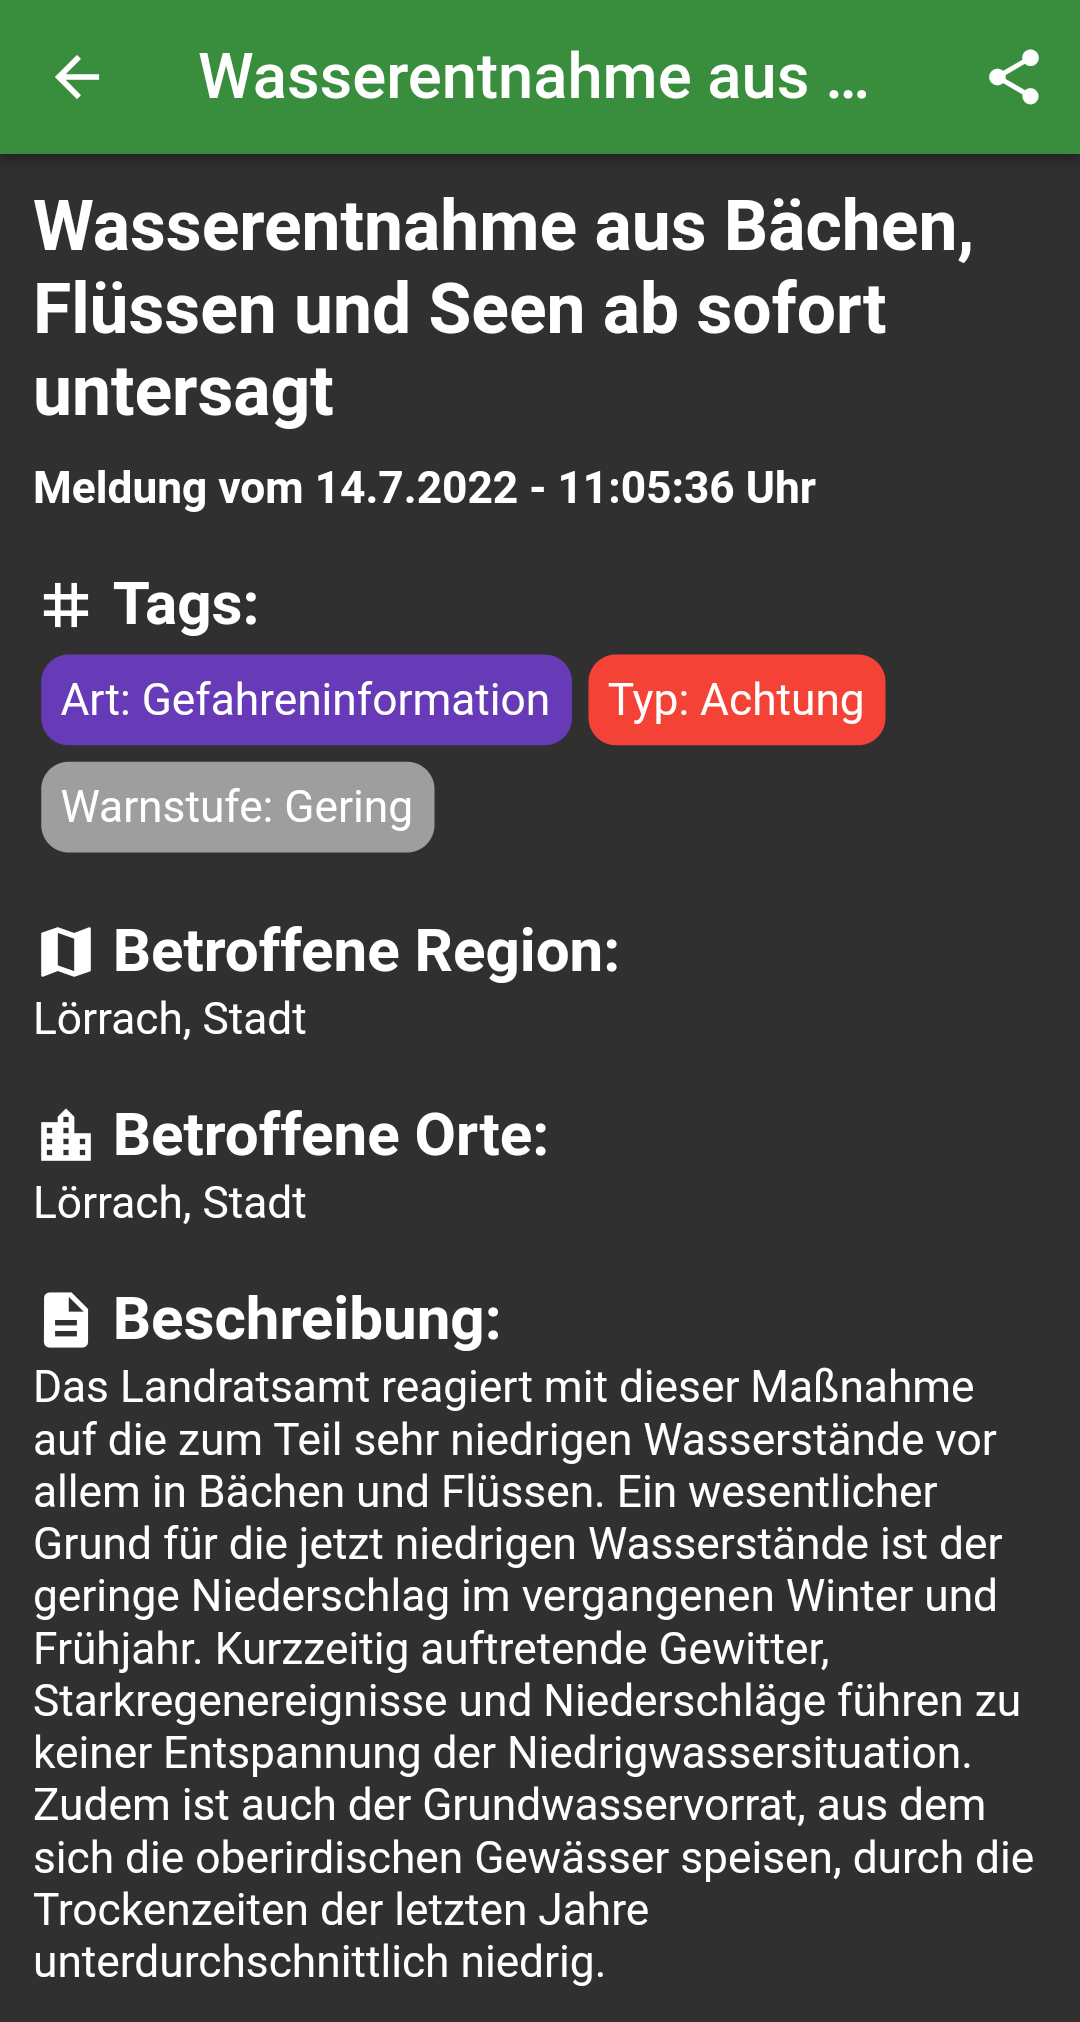 Wasserentnahme aus ...
Wasserentnahme aus Bächen,
Flüssen und Seen ab sofort
untersagt
Meldung vom 14.7.2022 - 11:05:36 Uhr
Tags:
Art: Gefahreninformation Typ: Achtung
Warnstufe: Gering
Betroffene Region:
Lörrach, Stadt
Betroffene Orte:
Lörrach, Stadt
Beschreibung:
Das Landratsamt reagiert mit dieser Maßnahme
auf die zum Teil sehr niedrigen Wasserstände vor
allem in Bächen und Flüssen. Ein wesentlicher
Grund für die jetzt niedrigen Wasserstände ist der
geringe Niederschlag im vergangenen Winter und
Frühjahr. Kurzzeitig auftretende Gewitter,
Starkregenereignisse und Niederschläge führen zu
keiner Entspannung der Niedrigwassersituation.
Zudem ist auch der Grundwasservorrat, aus dem
sich die oberirdischen Gewässer speisen, durch die
Trockenzeiten der letzten Jahre
unterdurchschnittlich niedrig.